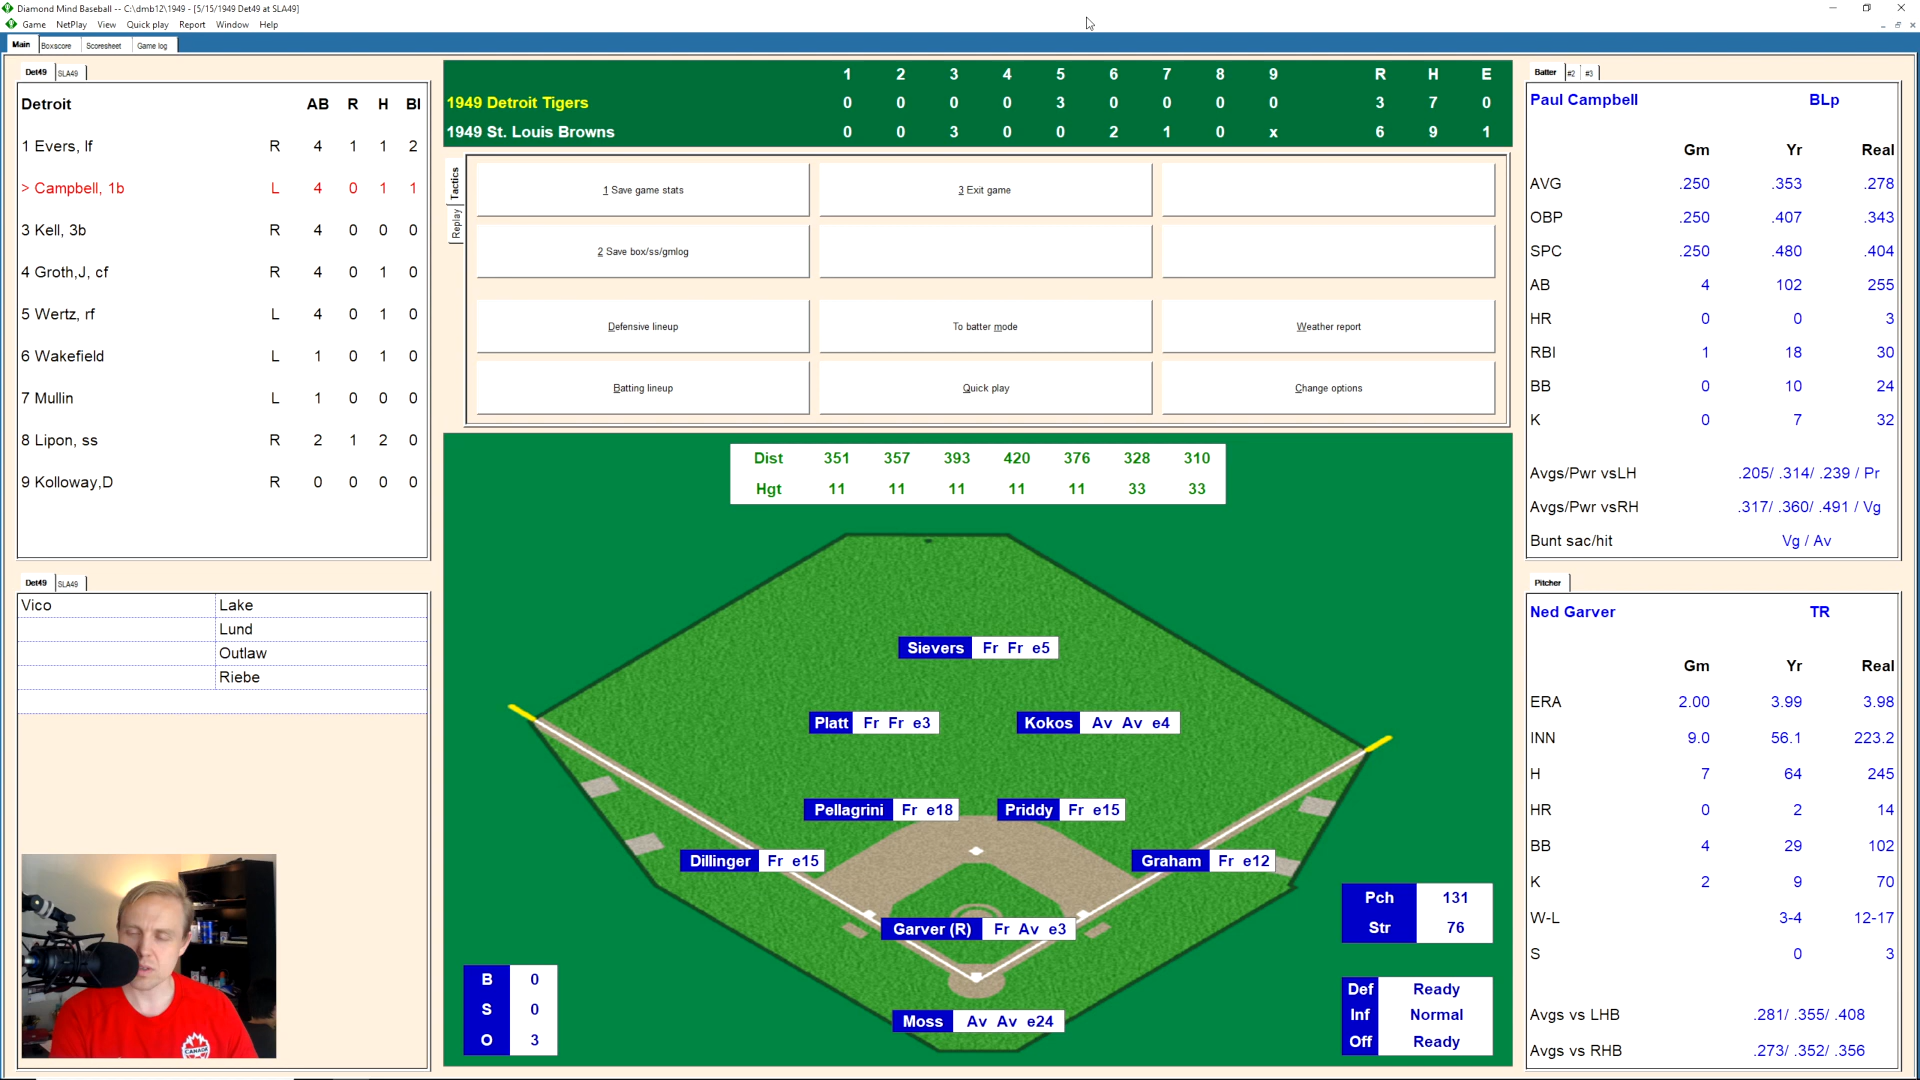 Diamond Mind Baseball -- C:\dmb12\1949 - [5/15/1949 Det49 at SLA49]
Game NetPlay View Quick play Report Window Help
Main Boxscore Scoresheet Game log
Det49 SLA49
Detroit AB R H BI
1 Evers, lf R 4 1 1 2
> Campbell, 1b L 4 0 1 1
3 Kell, 3b R 4 0 0 0
4 Groth,J, cf R 4 0 1 0
5 Wertz, rf L 4 0 1 0
6 Wakefield L 1 0 1 0
7 Mullin L 1 0 0 0
8 Lipon, ss R 2 1 2 0
9 Kolloway,D R 0 0 0 0
Det49 SLA49
Vico Lake
Lund
Outlaw
Riebe
CANADA
1 2 3 4 5 6 7 8 9 R H E
1949 Detroit Tigers 0 0 0 0 3 0 0 0 0 3 7 0
1949 St. Louis Browns 0 0 3 0 0 2 1 0 x 6 9 1
Tactics
Replay
1 Save game stats 3 Exit game
2 Save box/ss/gmlog
Defensive lineup To batter mode Weather report
Batting lineup Quick play Change options
Dist 351 357 393 420 376 328 310
Hgt 11 11 11 11 11 33 33
Sievers Fr Fr e5
Platt Fr Fr e3 Kokos Av Av e4
Pellagrini Fr e18 Priddy Fr e15
Dillinger Fr e15 Graham Fr e12
Garver (R) Fr Av e3
Moss Av Av e24
B 0
S 0
O 3
Pch 131
Str 76
Def Ready
Inf Normal
Off Ready
Batter #2 #3
Paul Campbell BLp
Gm Yr Real
AVG .250 .353 .278
OBP .250 .407 .343
SPC .250 .480 .404
AB 4 102 255
HR 0 0 3
RBI 1 18 30
BB 0 10 24
K 0 7 32
Avgs/Pwr vsLH .205/ .314/ .239 / Pr
Avgs/Pwr vsRH .317/ .360/ .491 / Vg
Bunt sac/hit Vg / Av
Pitcher
Ned Garver TR
Gm Yr Real
ERA 2.00 3.99 3.98
INN 9.0 56.1 223.2
H 7 64 245
HR 0 2 14
BB 4 29 102
K 2 9 70
W-L 3-4 12-17
S 0 3
Avgs vs LHB .281/ .355/ .408
Avgs vs RHB .273/ .352/ .356